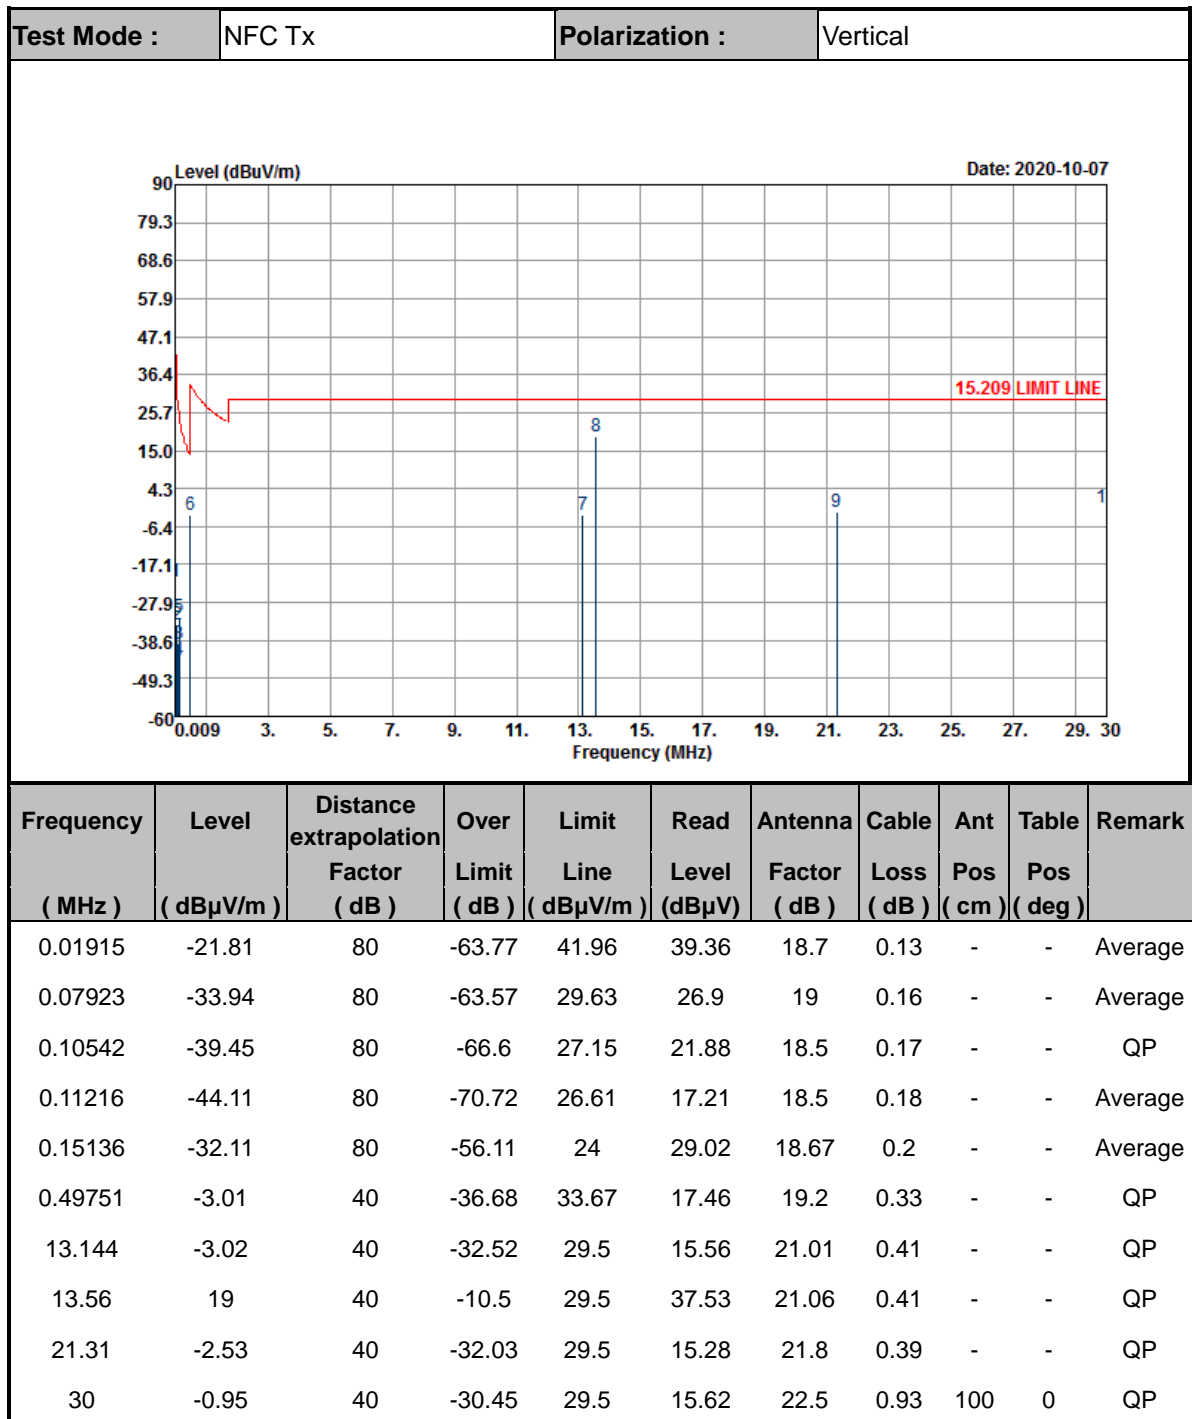 Test Mode : NFC Tx Polarization : Vertical
Level (dBuV/m) Date: 2020-10-07
90
79.3
68.6
57.9
47.1
36.4
15.209 LIMIT LINE
25.7
8
15.0
4.3
6 7 9 1
-6.4
-17.1
-27.9
5
3
-38.6
-49.3
-60
0.009 3. 5. 7. 9. 11. 13. 15. 17. 19. 21. 23. 25. 27. 29. 30
Frequency (MHz)
Frequency Level Distance extrapolation Over Limit Read Antenna Cable Ant Table Remark
Factor Limit Line Level Factor Loss Pos Pos
( MHz ) ( dBµV/m ) ( dB ) ( dB ) ( dBµV/m ) (dBµV) ( dB ) ( dB ) ( cm ) ( deg )
0.01915 -21.81 80 -63.77 41.96 39.36 18.7 0.13 - - Average
0.07923 -33.94 80 -63.57 29.63 26.9 19 0.16 - - Average
0.10542 -39.45 80 -66.6 27.15 21.88 18.5 0.17 - - QP
0.11216 -44.11 80 -70.72 26.61 17.21 18.5 0.18 - - Average
0.15136 -32.11 80 -56.11 24 29.02 18.67 0.2 - - Average
0.49751 -3.01 40 -36.68 33.67 17.46 19.2 0.33 - - QP
13.144 -3.02 40 -32.52 29.5 15.56 21.01 0.41 - - QP
13.56 19 40 -10.5 29.5 37.53 21.06 0.41 - - QP
21.31 -2.53 40 -32.03 29.5 15.28 21.8 0.39 - - QP
30 -0.95 40 -30.45 29.5 15.62 22.5 0.93 100 0 QP